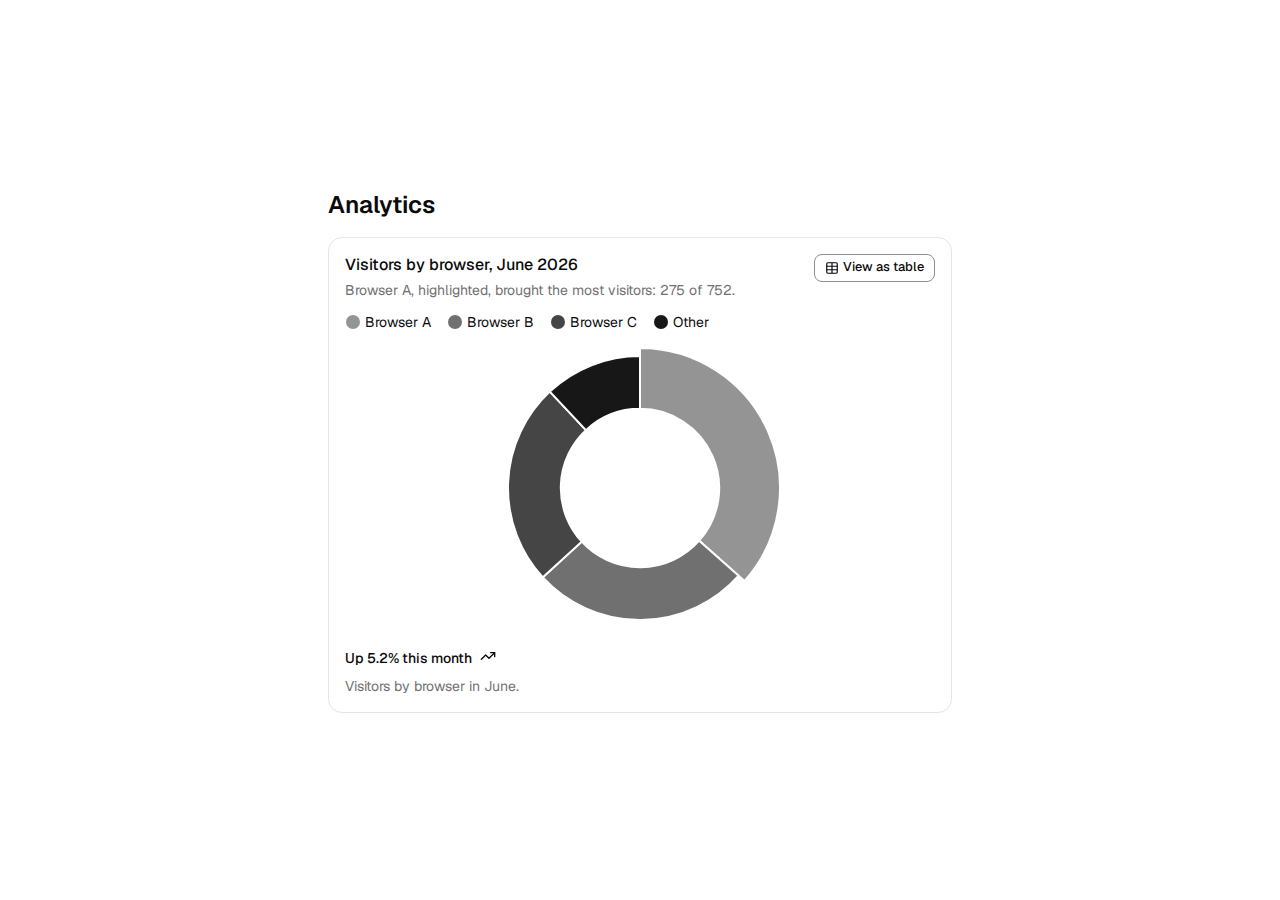 Analytics
Visitors by browser, June 2026
View as table
Browser A, highlighted, brought the most visitors: 275 of 752.
Browser A
Browser B
Browser C
Other
Up 5.2% this month
Visitors by browser in June.